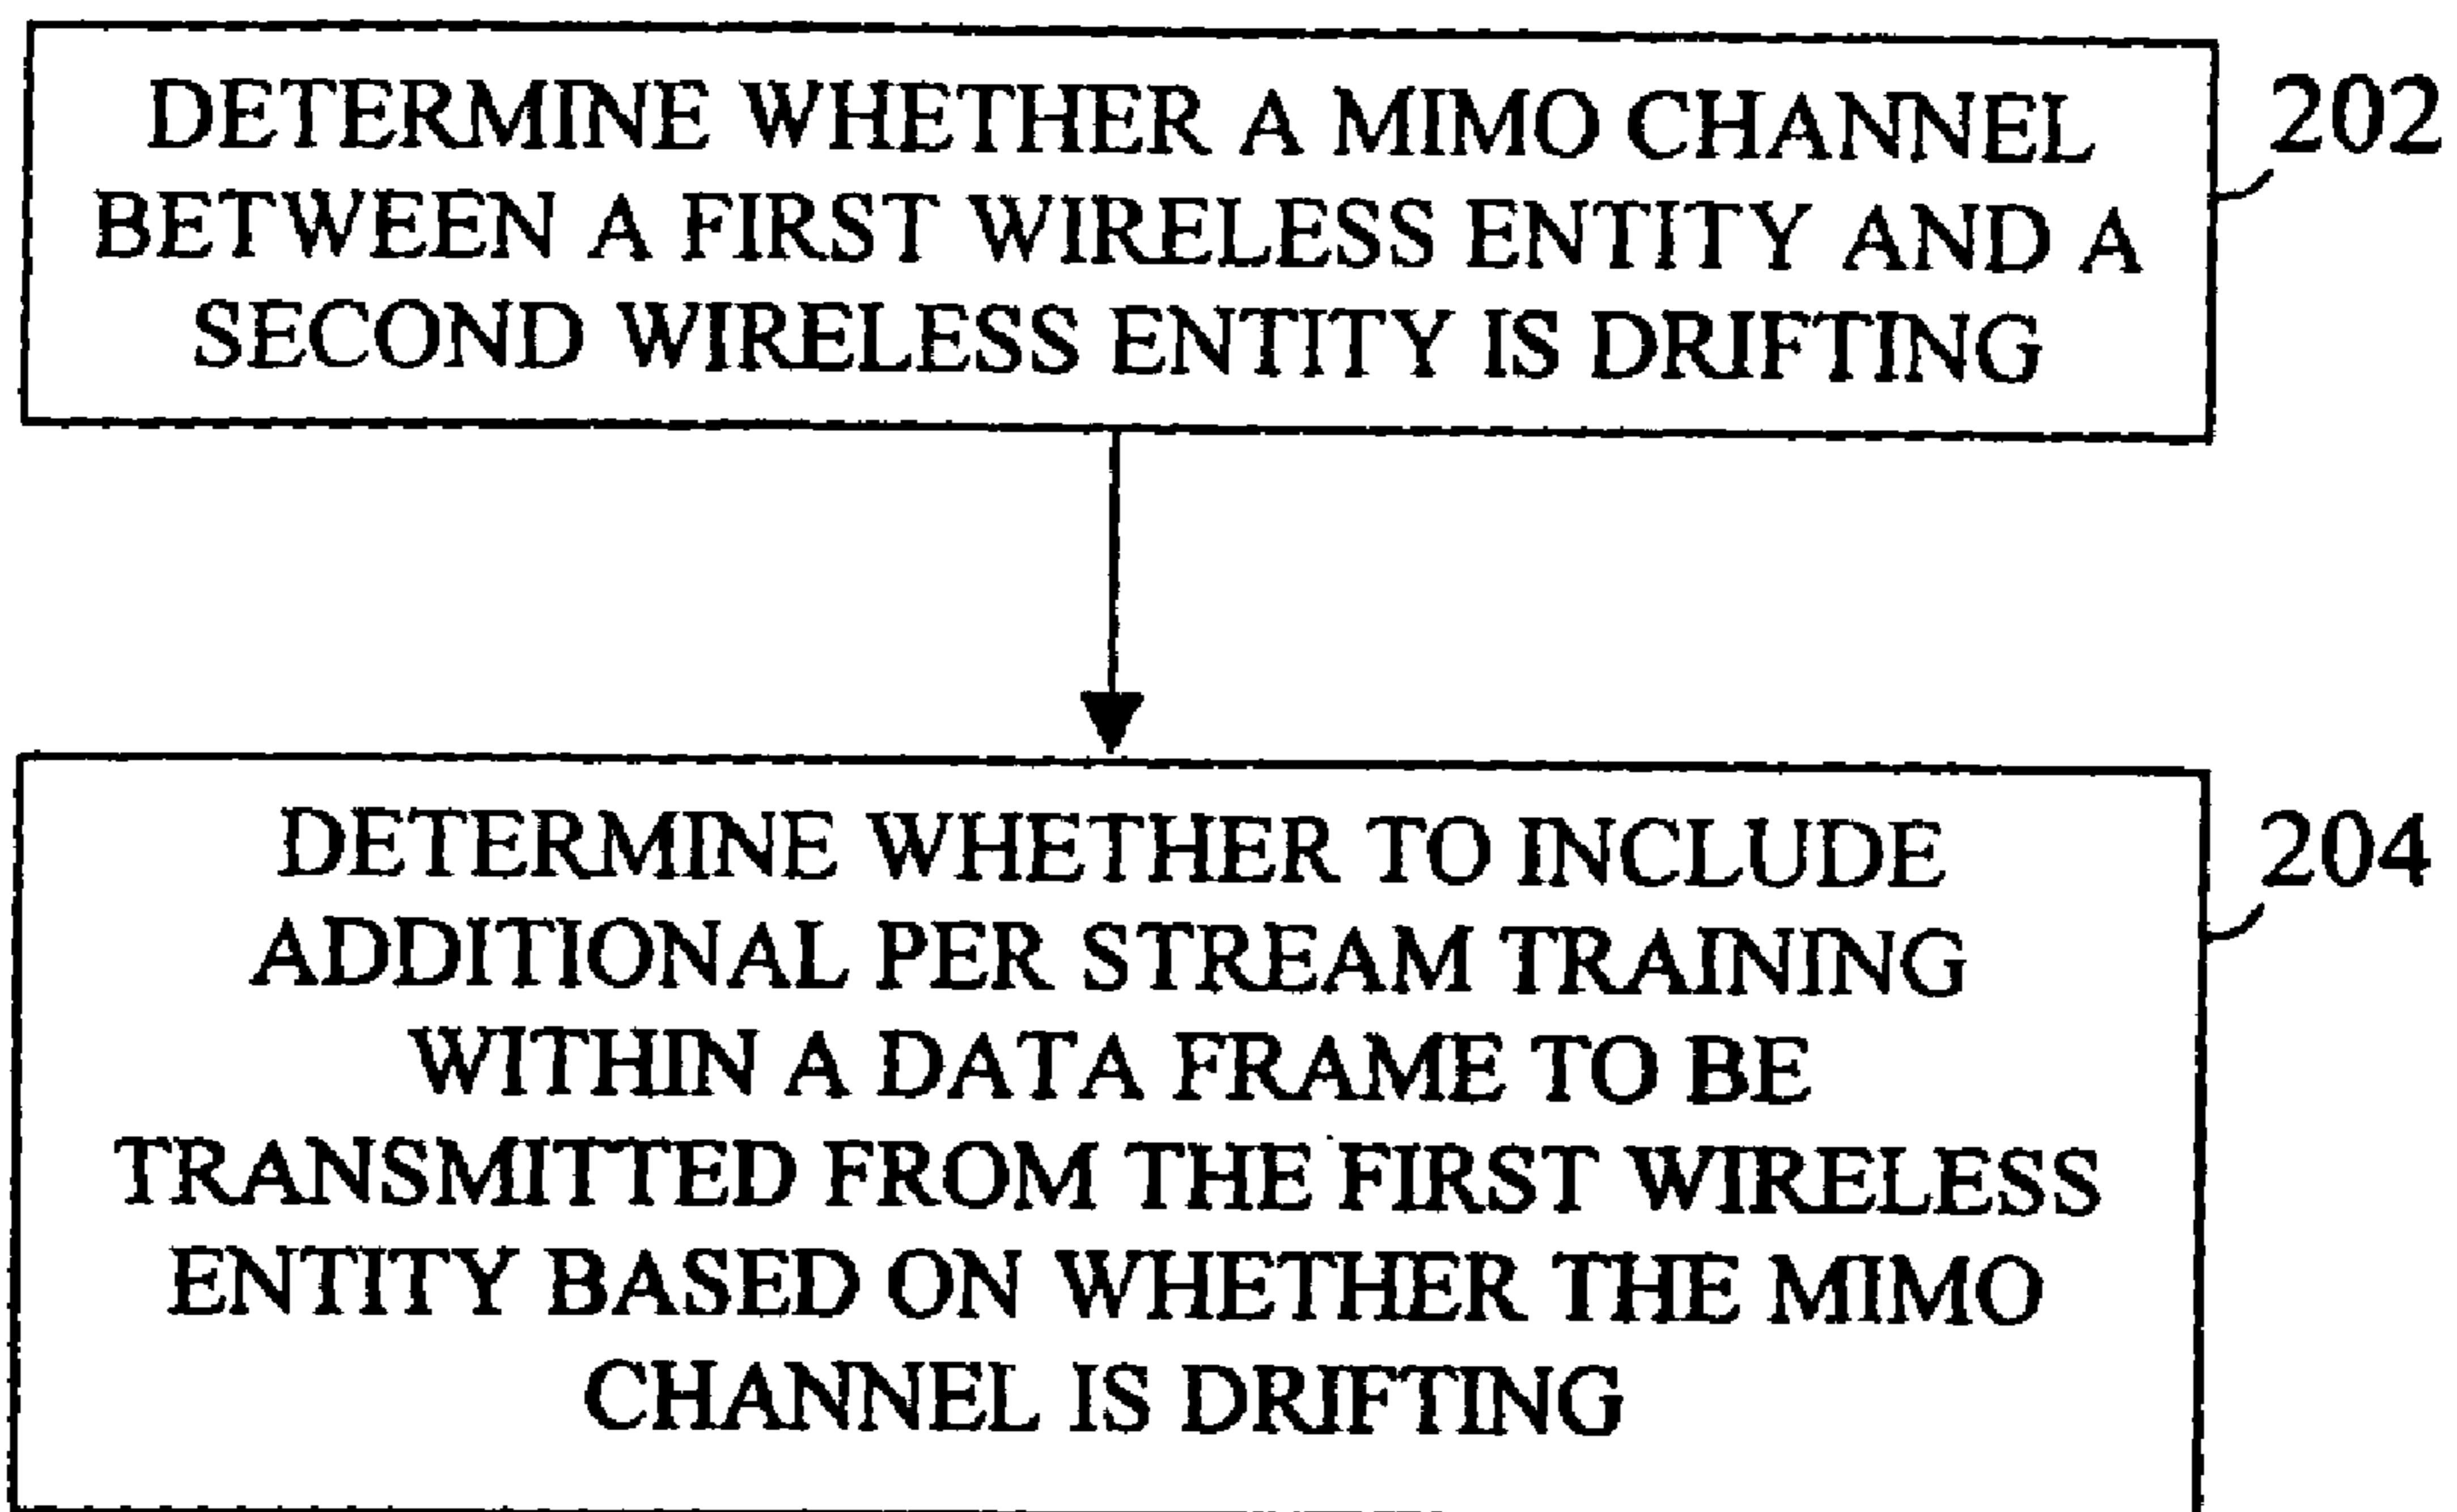 DETERMINE WHETHER A MIMO CHANNEL
BETWEEN A FIRST WIRELESS ENTITY AND A
SECOND WIRELESS ENTITY IS DRIFTING
202
DETERMINE WHETHER TO INCLUDE
ADDITIONAL PER STREAM TRAINING
WITHIN A DATA FRAME TO BE
TRANSMITTED FROM THE FIRST WIRELESS
ENTITY BASED ON WHETHER THE MIMO
CHANNEL IS DRIFTING
204